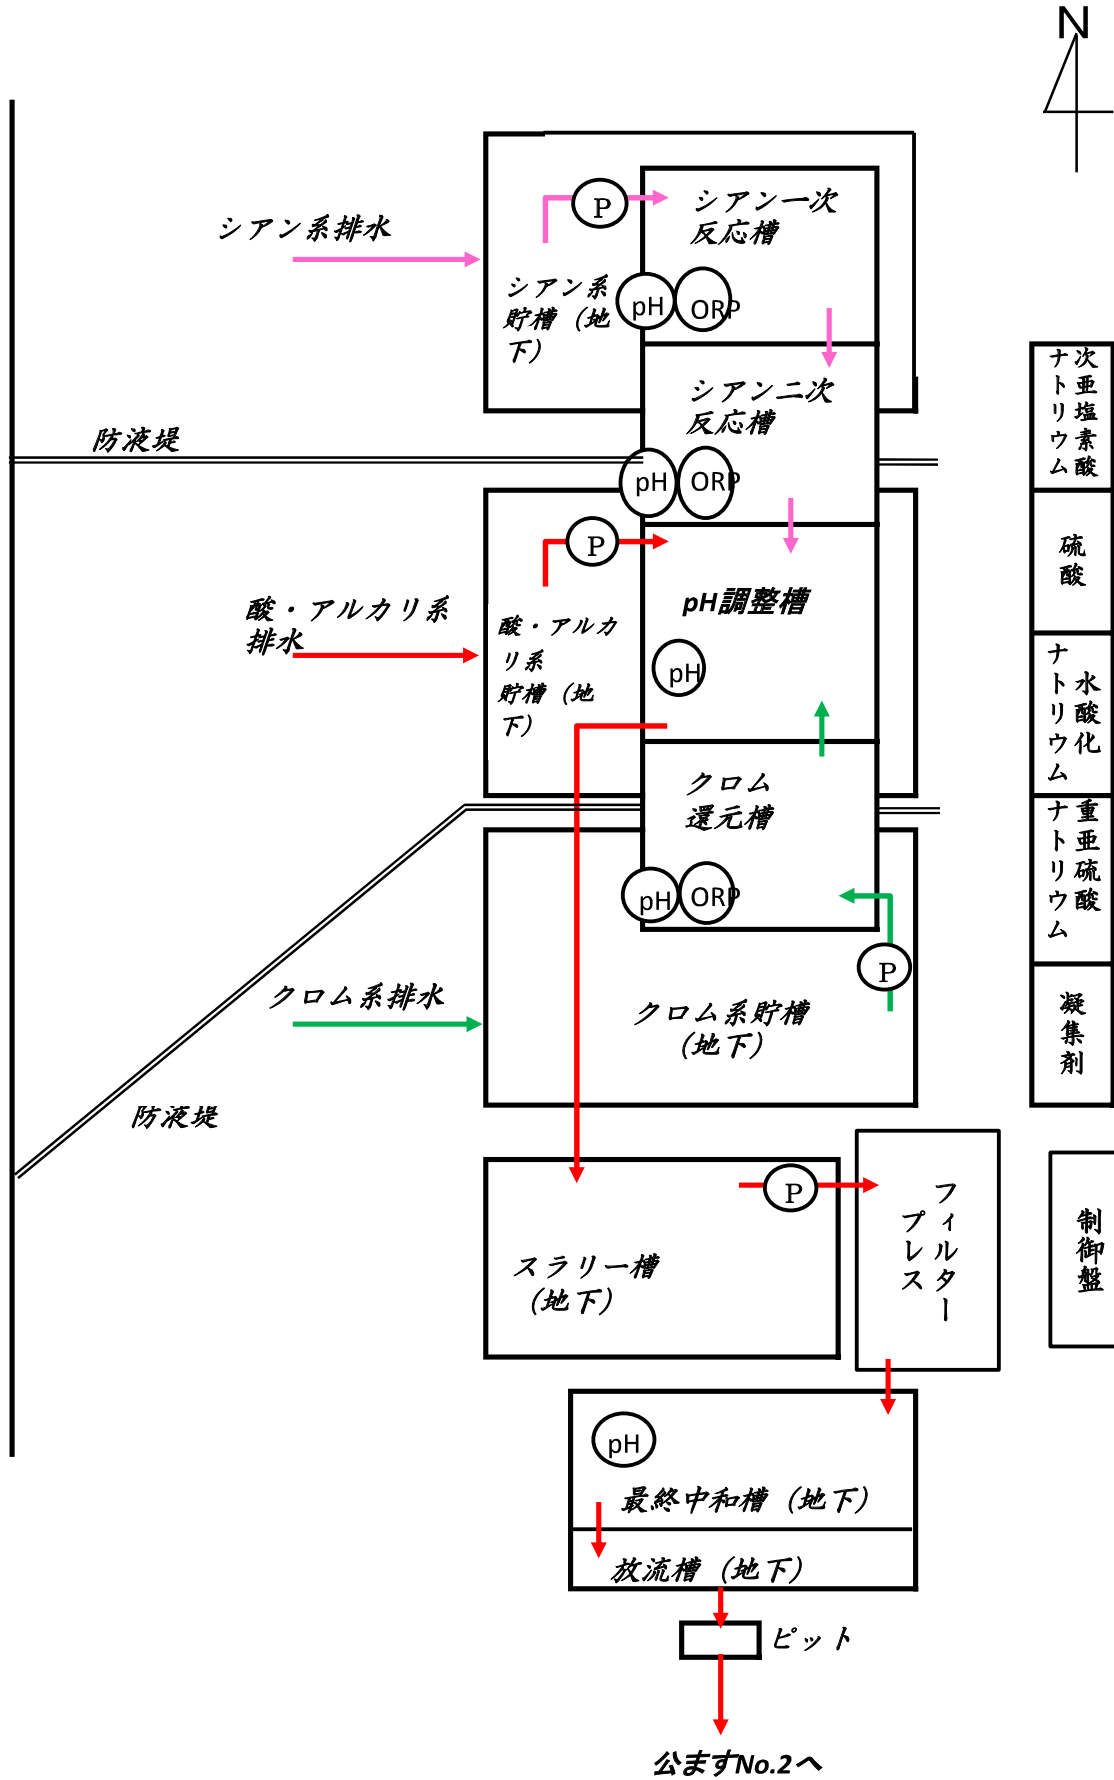 N
シアン系排水
P
シアン一次
反応槽
シアン系
貯槽（地
下）
pH
ORP
シアン二次
反応槽
防液堤
pH
ORP
P
酸・アルカリ系
排水
酸・アルカ
リ系
貯槽（地
下）
pH調整槽
pH
クロム
還元槽
pH
ORP
P
クロム系排水
クロム系貯槽
（地下）
防液堤
次亜塩素酸
ナトリウム
硫酸
水酸化
ナトリウム
重亜硫酸
ナトリウム
凝集剤
P
スラリー槽
（地下）
フィルター
プレス
制御盤
pH
最終中和槽（地下）
放流槽（地下）
ピット
公ますNo.2へ